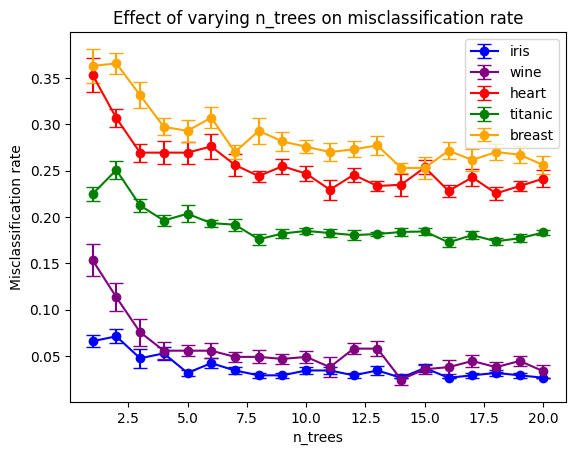 Effect of varying n_trees on misclassification rate
Misclassification rate
0.35
0.30
0.25
0.20
0.15
0.10
0.05
iris
wine
heart
titanic
breast
2.5 5.0 7.5 10.0 12.5 15.0 17.5 20.0
n_trees